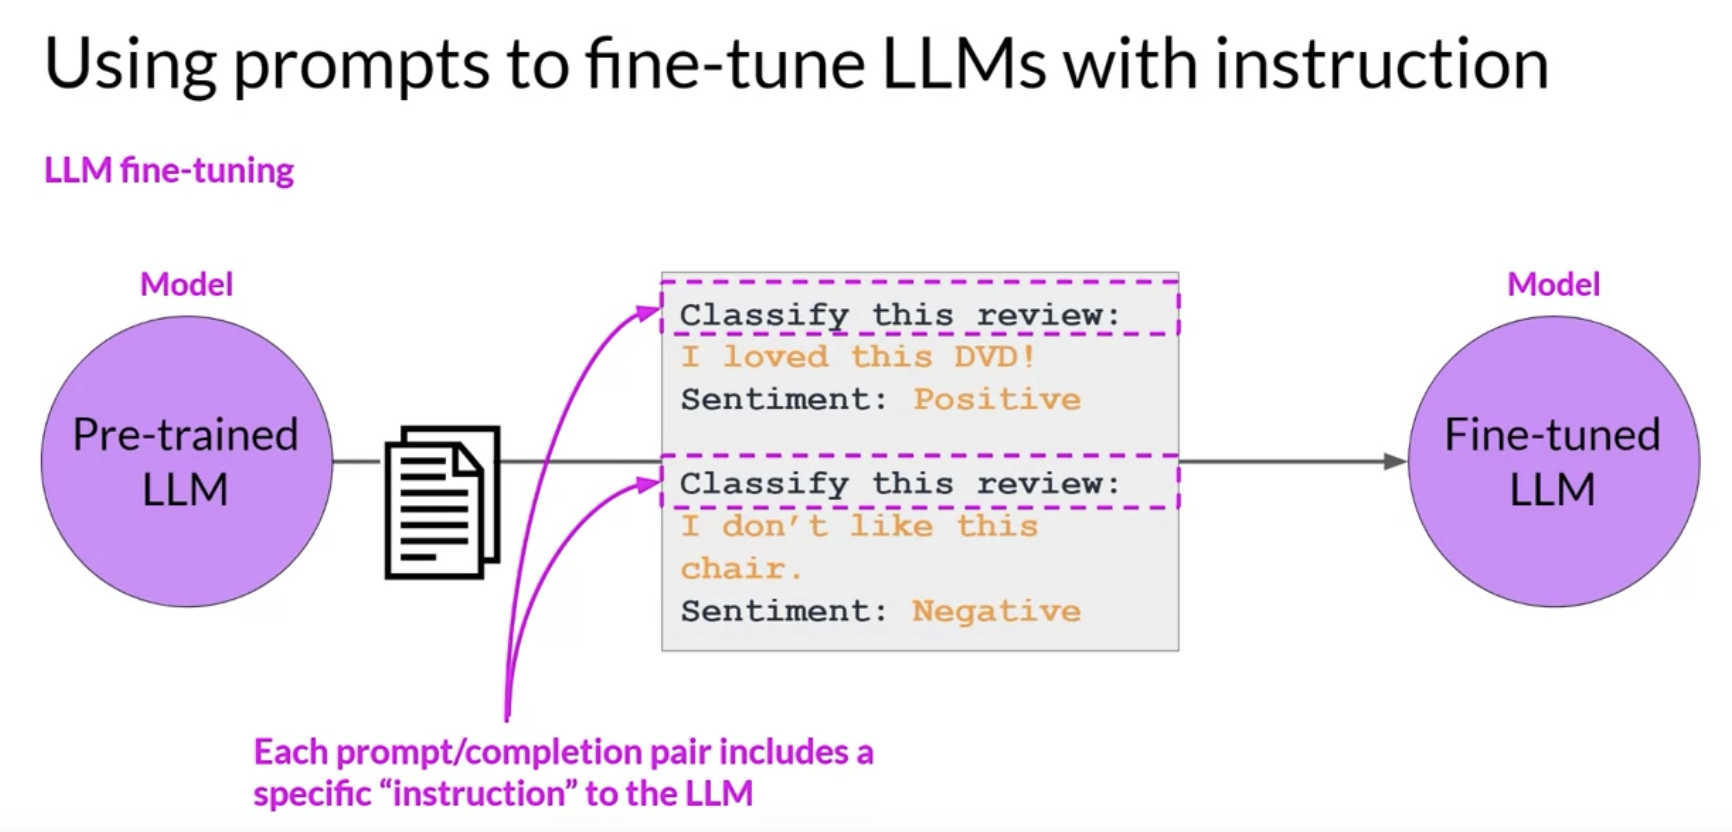 Using prompts to fine-tune LLMs with instruction
LLM fine-tuning
Model
Pre-trained
LLM
Classify this review:
I loved this DVD!
Sentiment: Positive
Classify this review:
I don't like this
chair.
Sentiment: Negative
Model
Fine-tuned
LLM
Each prompt/completion pair includes a
specific “instruction” to the LLM